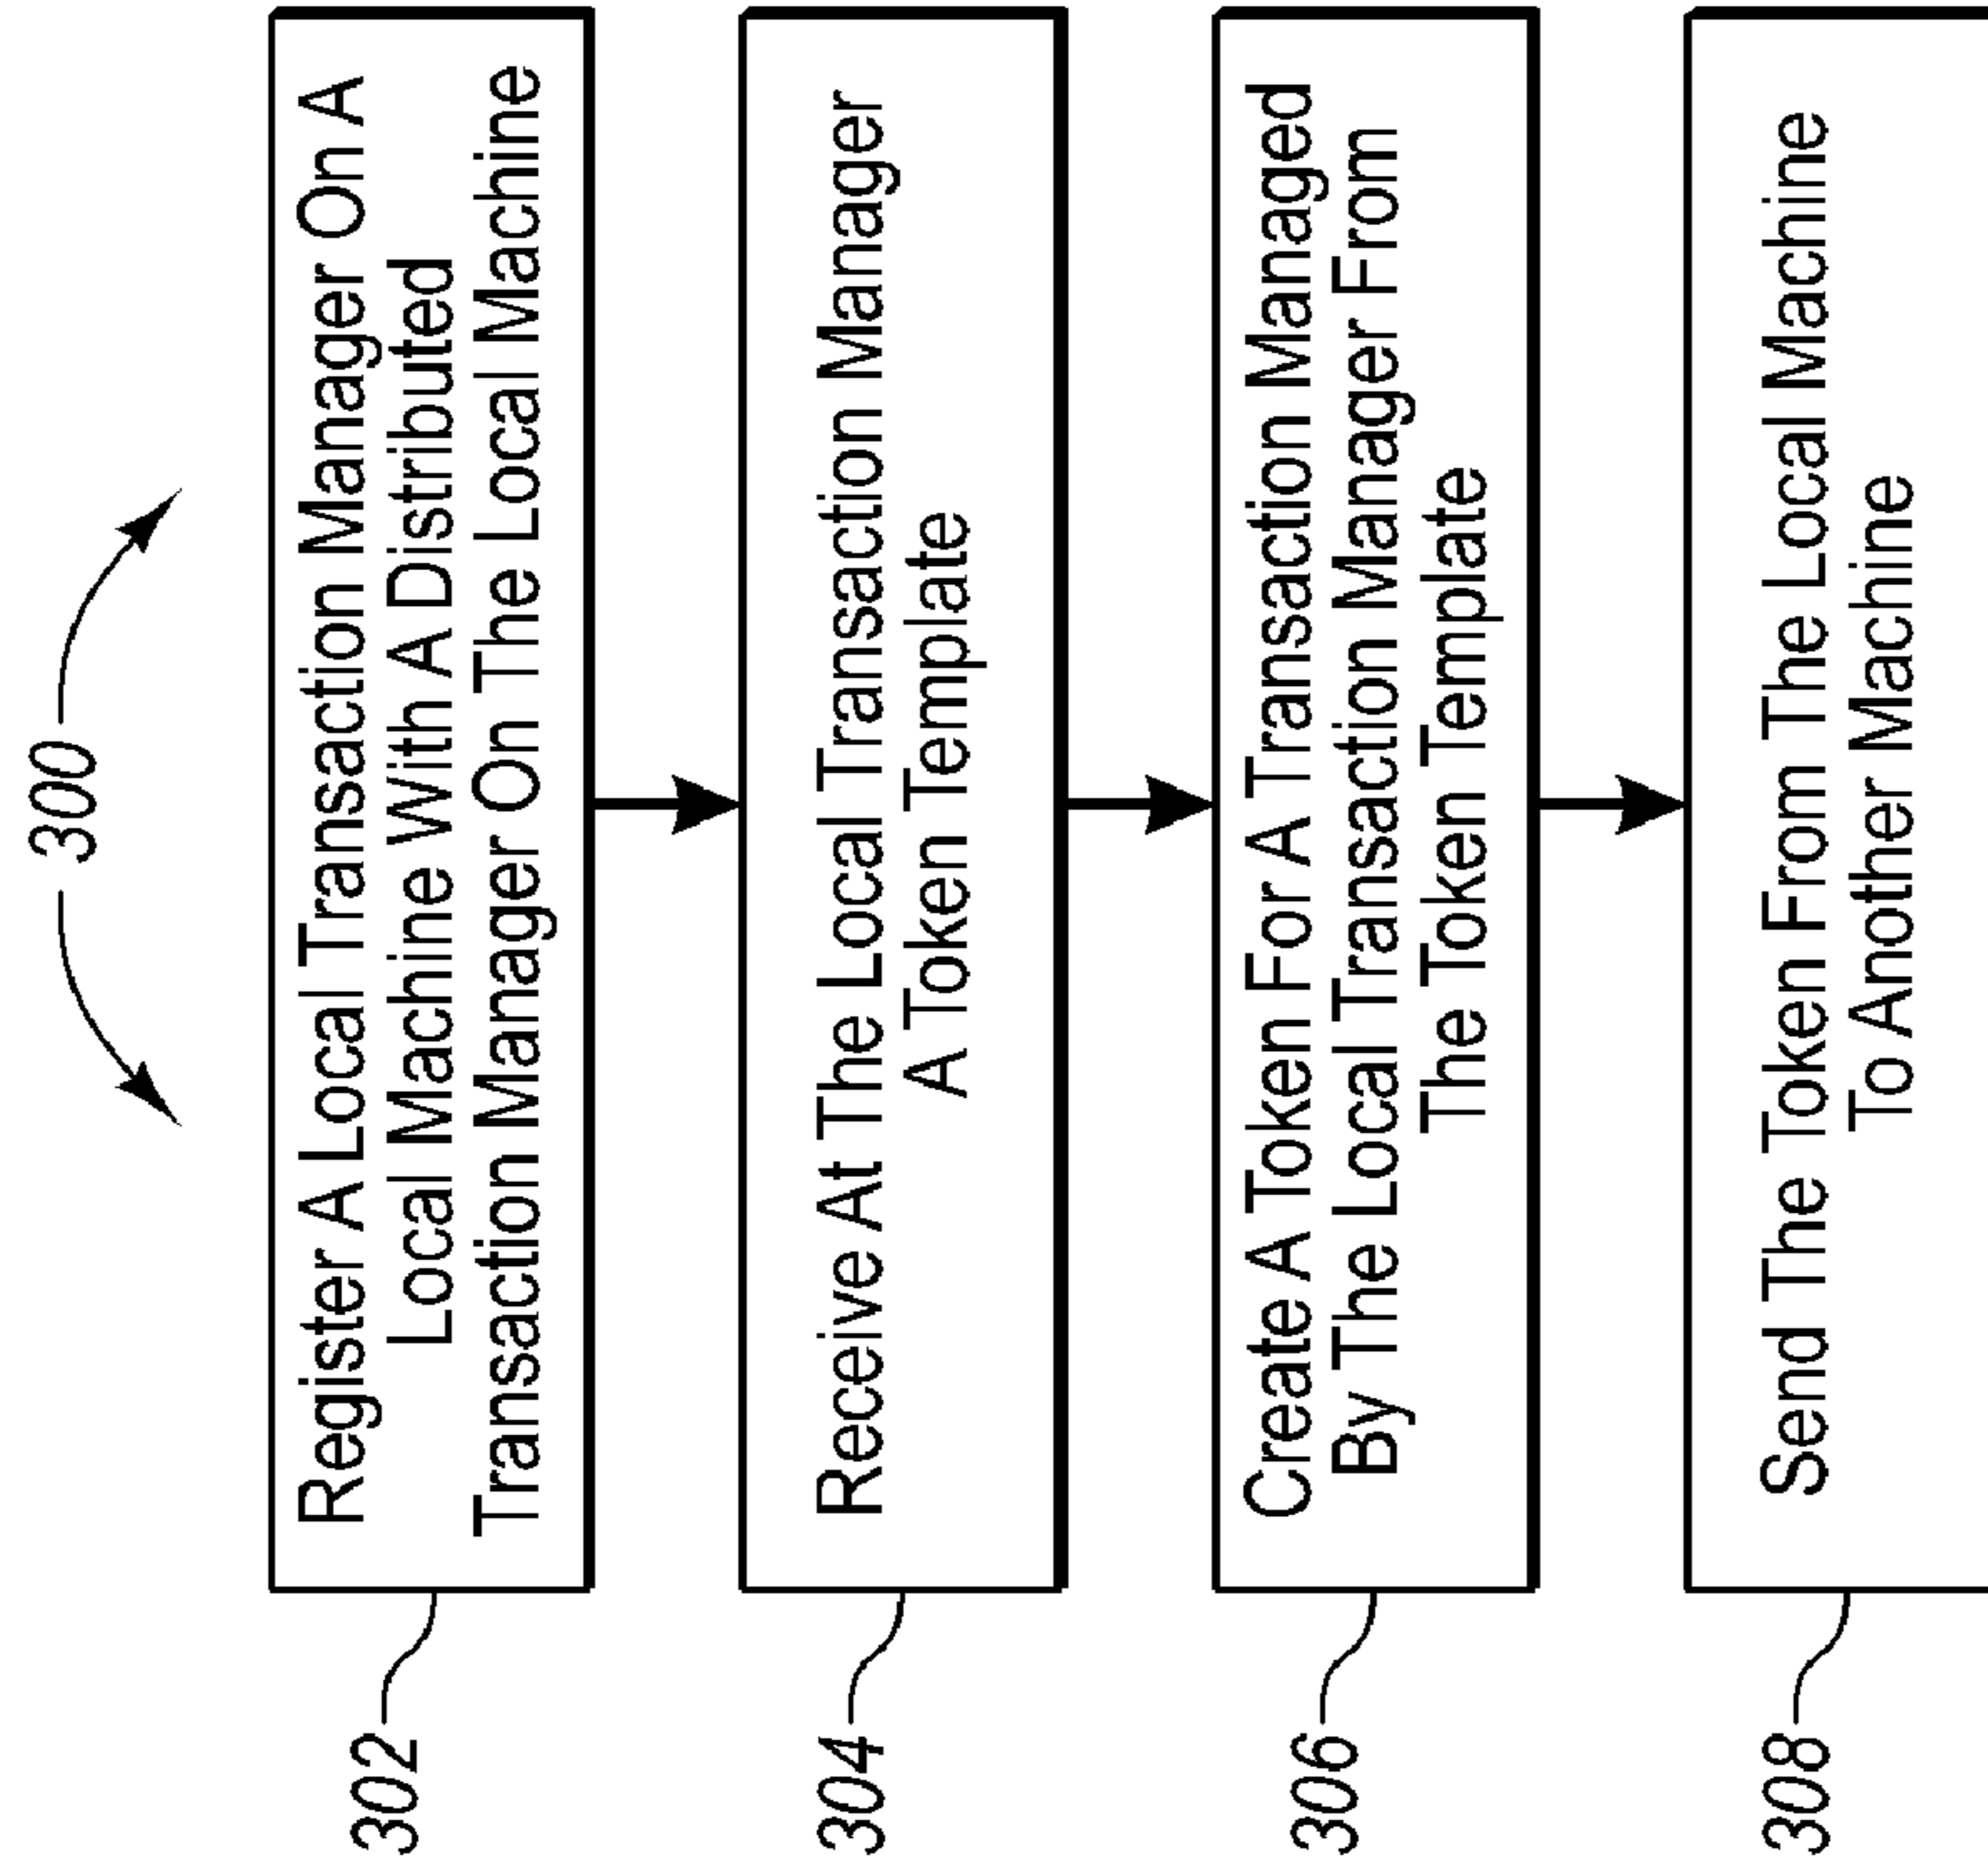 300
302
Register A Local Transaction Manager On A
Local Machine With A Distributed
Transaction Manager On The Local Machine
304
Receive At The Local Transaction Manager
A Token Template
306
Create A Token For A Transaction Managed
By The Local Transaction Manager From
The Token Template
308
Send The Token From The Local Machine
To Another Machine